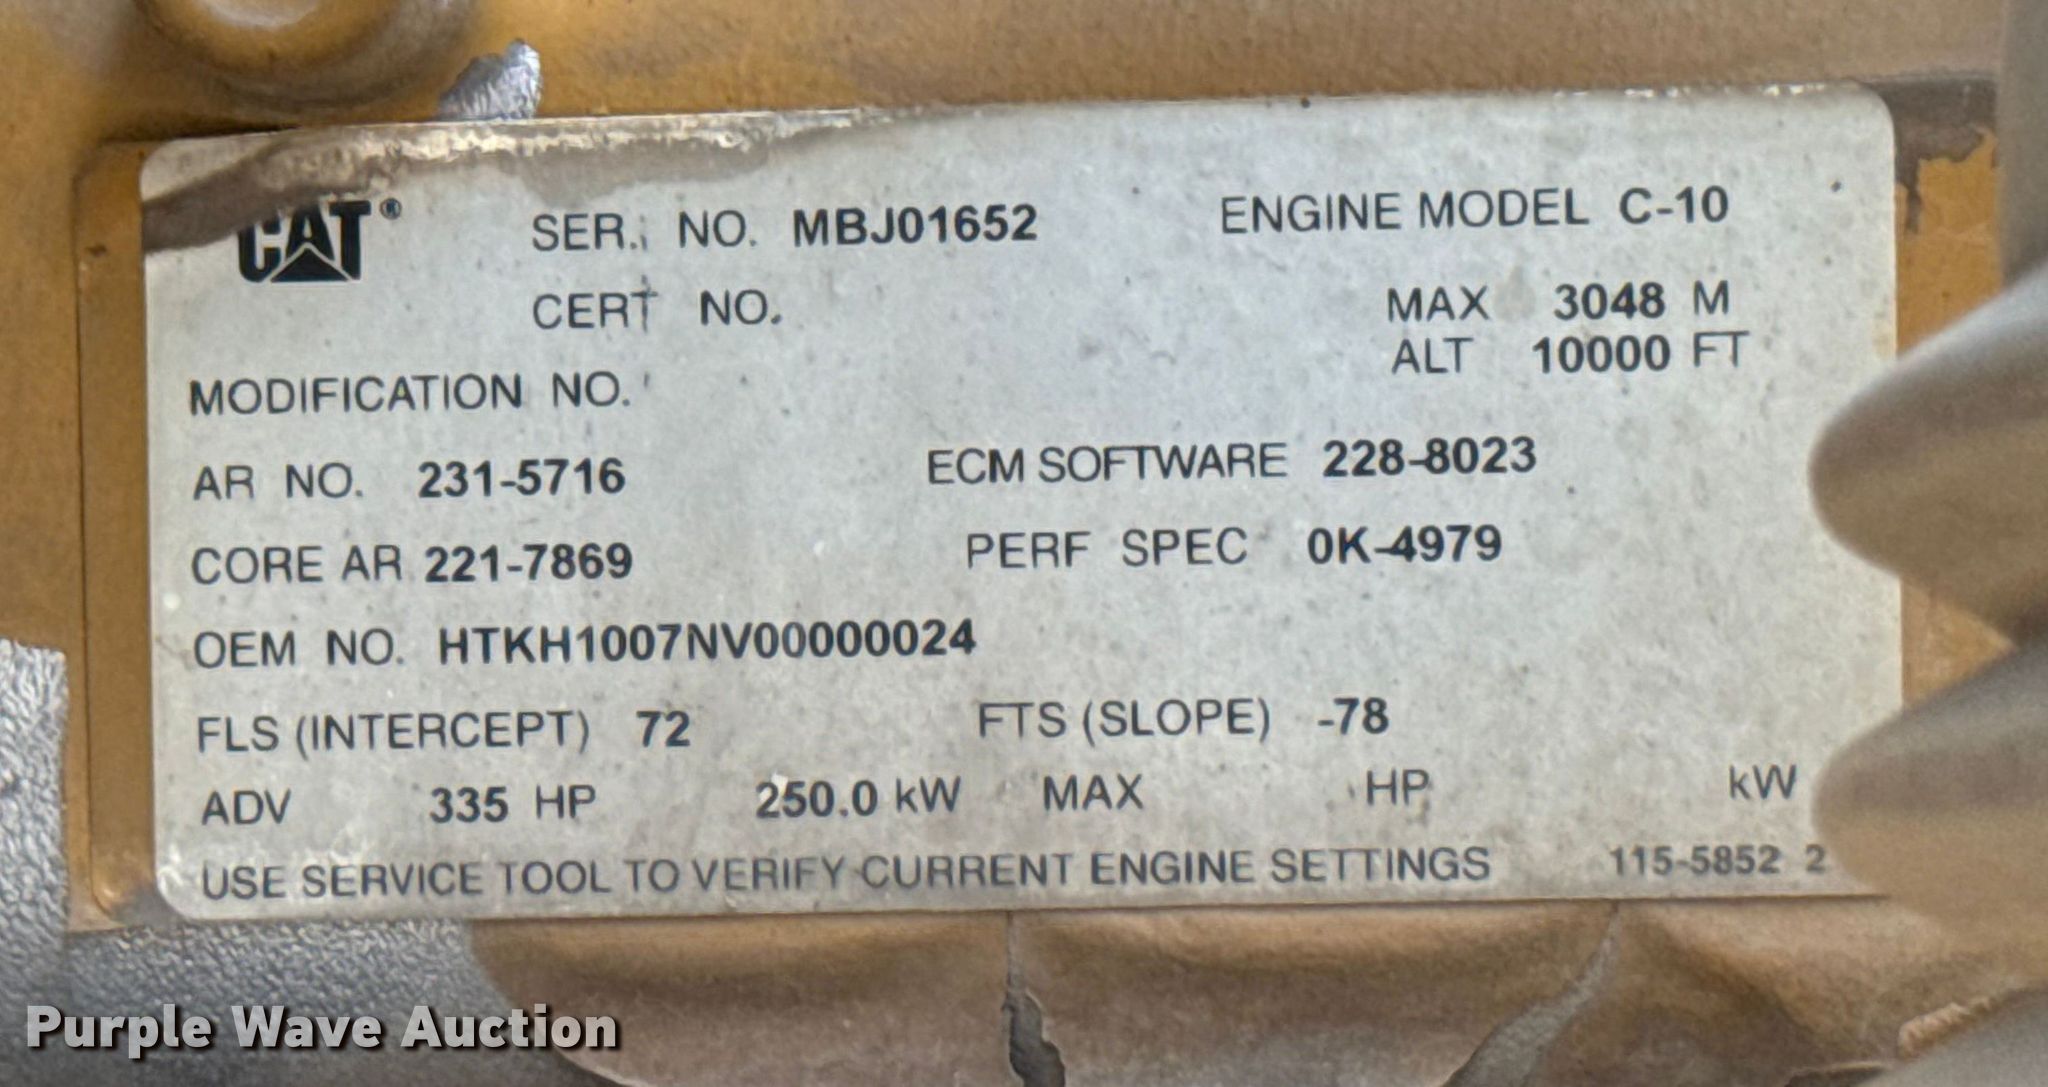 CAT® SER. NO. MBJ01652 ENGINE MODEL C-10
CERT NO. MAX 3048 M
ALT 10000 FT
MODIFICATION NO.
AR NO. 231-5716 ECM SOFTWARE 228-8023
CORE AR 221-7869 PERF SPEC 0K-4979
OEM NO. HTKH1007NV00000024
FLS (INTERCEPT) 72 FTS (SLOPE) -78
ADV 335 HP 250.0 kW MAX HP kW
USE SERVICE TOOL TO VERIFY CURRENT ENGINE SETTINGS 115-5852 2
Purple Wave Auction